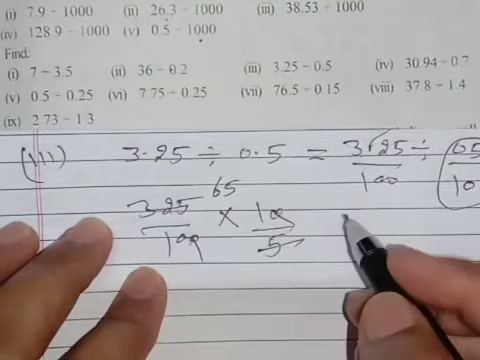 (i) 7.9 ÷ 1000 (ii) 26.3 ÷ 1000 (iii) 38.53 ÷ 1000
(iv) 128.9 ÷ 1000 (v) 0.5 ÷ 1000
Find:
(i) 7 ÷ 3.5 (ii) 36 ÷ 0.2 (iii) 3.25 ÷ 0.5 (iv) 30.94 ÷ 0.7
(v) 0.5 ÷ 0.25 (vi) 7.75 ÷ 0.25 (vii) 76.5 ÷ 0.15 (viii) 37.8 ÷ 1.4
(ix) 2.73 ÷ 1.3
(iii) 3.25 ÷ 0.5 = 325/100 ÷ 05/10
65
325/100 × 10/5